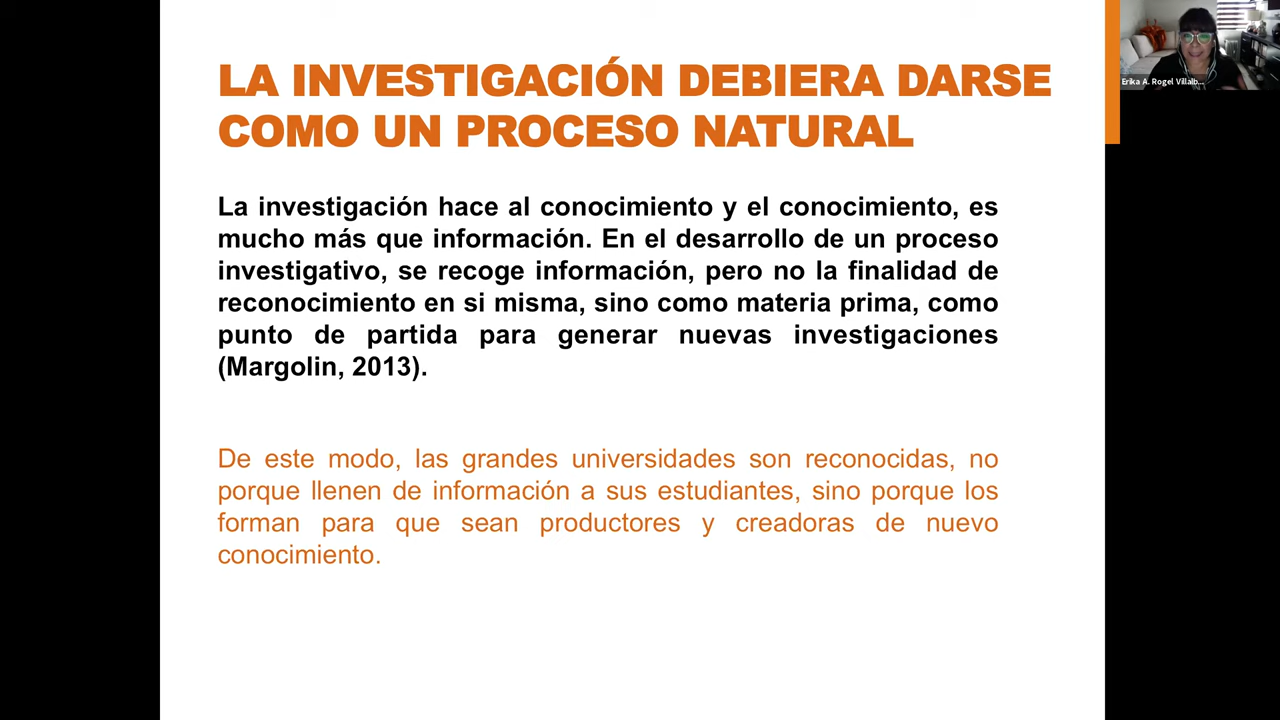 LA INVESTIGACIÓN DEBIERA DARSE
COMO UN PROCESO NATURAL
La investigación hace al conocimiento y el conocimiento, es
mucho más que información. En el desarrollo de un proceso
investigativo, se recoge información, pero no la finalidad de
reconocimiento en si misma, sino como materia prima, como
punto de partida para generar nuevas investigaciones
(Margolin, 2013).
De este modo, las grandes universidades son reconocidas, no
porque llenen de información a sus estudiantes, sino porque los
forman para que sean productores y creadoras de nuevo
conocimiento.
Erika A. Rogel Villalb...